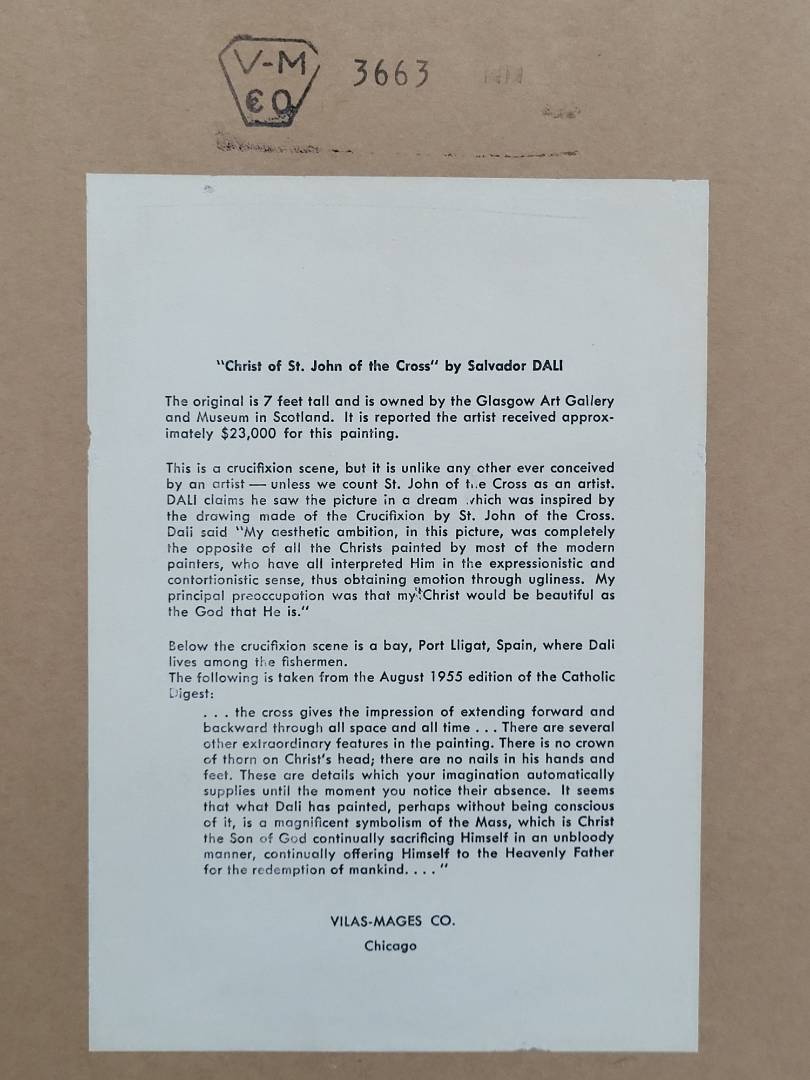 V-M
CO
3663
"Christ of St. John of the Cross" by Salvador DALI
The original is 7 feet tall and is owned by the Glasgow Art Gallery
and Museum in Scotland. It is reported the artist received approx-
imately $23,000 for this painting.
This is a crucifixion scene, but it is unlike any other ever conceived
by an artist — unless we count St. John of the Cross as an artist.
DALI claims he saw the picture in a dream which was inspired by
the drawing made of the Crucifixion by St. John of the Cross.
Dali said "My aesthetic ambition, in this picture, was completely
the opposite of all the Christs painted by most of the modern
painters, who have all interpreted Him in the expressionistic and
contortionistic sense, thus obtaining emotion through ugliness. My
principal preoccupation was that my Christ would be beautiful as
the God that He is."
Below the crucifixion scene is a bay, Port Lligat, Spain, where Dali
lives among the fishermen.
The following is taken from the August 1955 edition of the Catholic
Digest:
. . . the cross gives the impression of extending forward and
backward through all space and all time . . . There are several
other extraordinary features in the painting. There is no crown
of thorn on Christ's head; there are no nails in his hands and
feet. These are details which your imagination automatically
supplies until the moment you notice their absence. It seems
that what Dali has painted, perhaps without being conscious
of it, is a magnificent symbolism of the Mass, which is Christ
the Son of God continually sacrificing Himself in an unbloody
manner, continually offering Himself to the Heavenly Father
for the redemption of mankind. . . . "
VILAS-MAGES CO.
Chicago